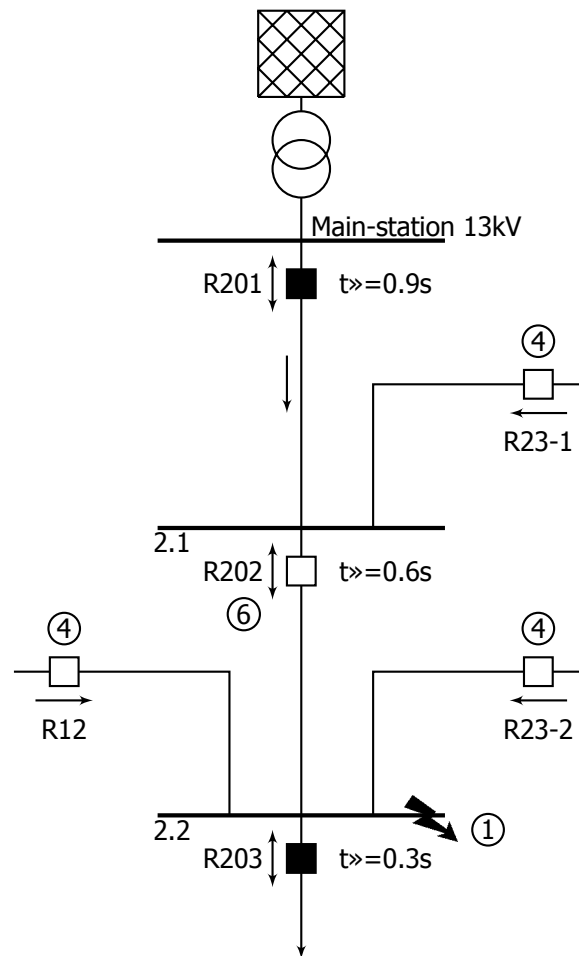 Main-station 13kV
R201 t»=0.9s
④
R23-1
2.1
R202 t»=0.6s
⑥
④ ④
R12 R23-2
2.2
①
R203 t»=0.3s